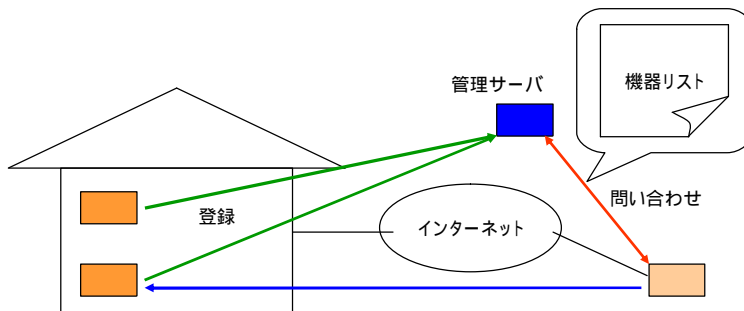 機器リスト
管理サーバ
問い合わせ
登録
インターネット